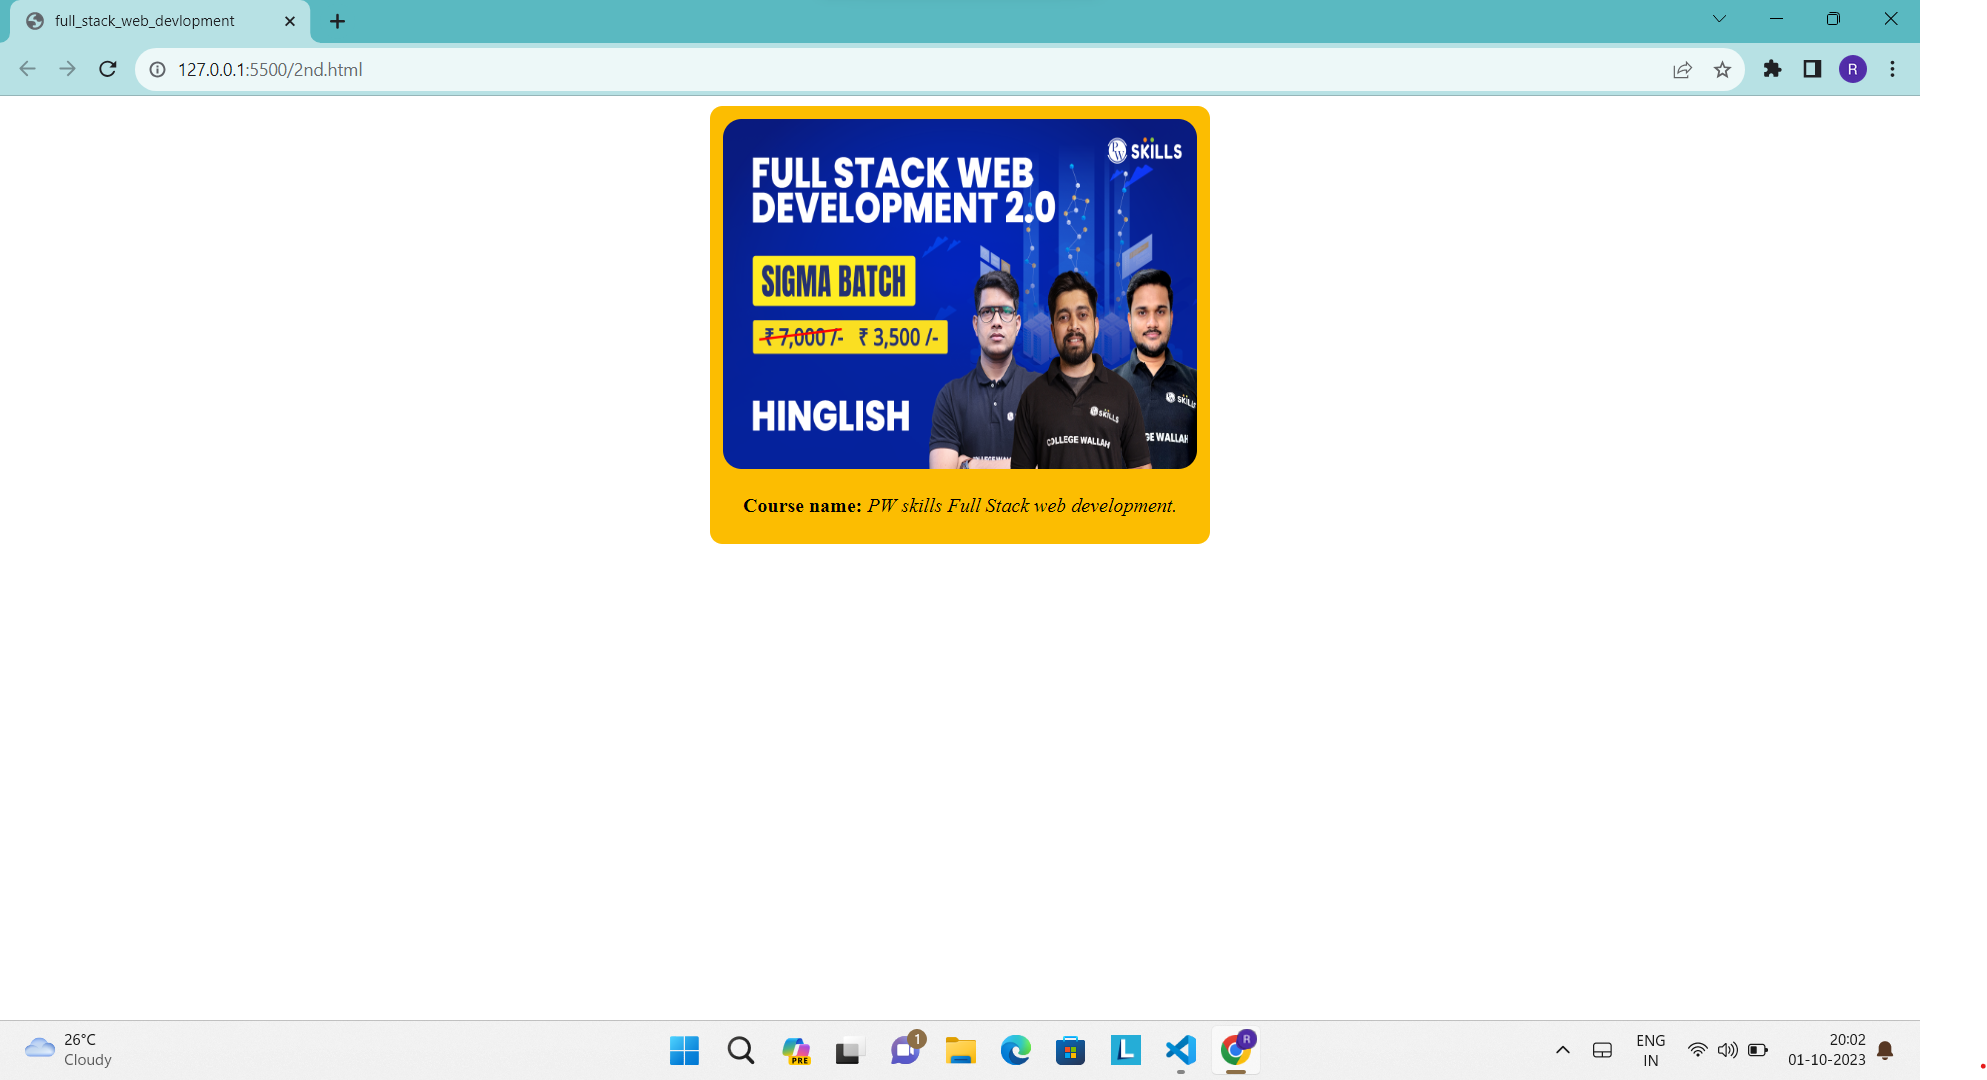 full_stack_web_devlopment
127.0.0.1:5500/2nd.html
R
PW SKILLS
FULL STACK WEB
DEVELOPMENT 2.0
SIGMA BATCH
₹ 7,000 /- ₹ 3,500 /-
HINGLISH
SKILLS
SKILLS
COLLEGE WALLAH
GE WALLAH
Course name: PW skills Full Stack web development.
26°C
Cloudy
PRE
1
L
R
ENG
IN
20:02
01-10-2023